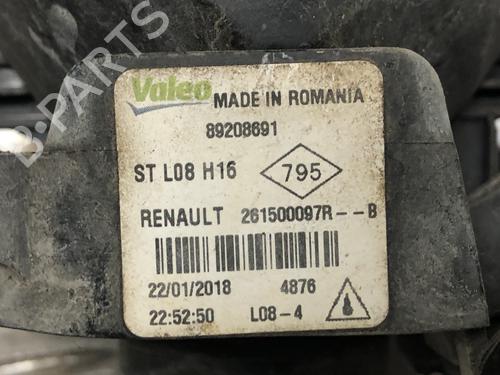 B-PARTS
Valeo MADE IN ROMANIA
89208691
ST L08 H16 795
RENAULT 261500097R--B
22/01/2018 4876
22:52:50 L08-4